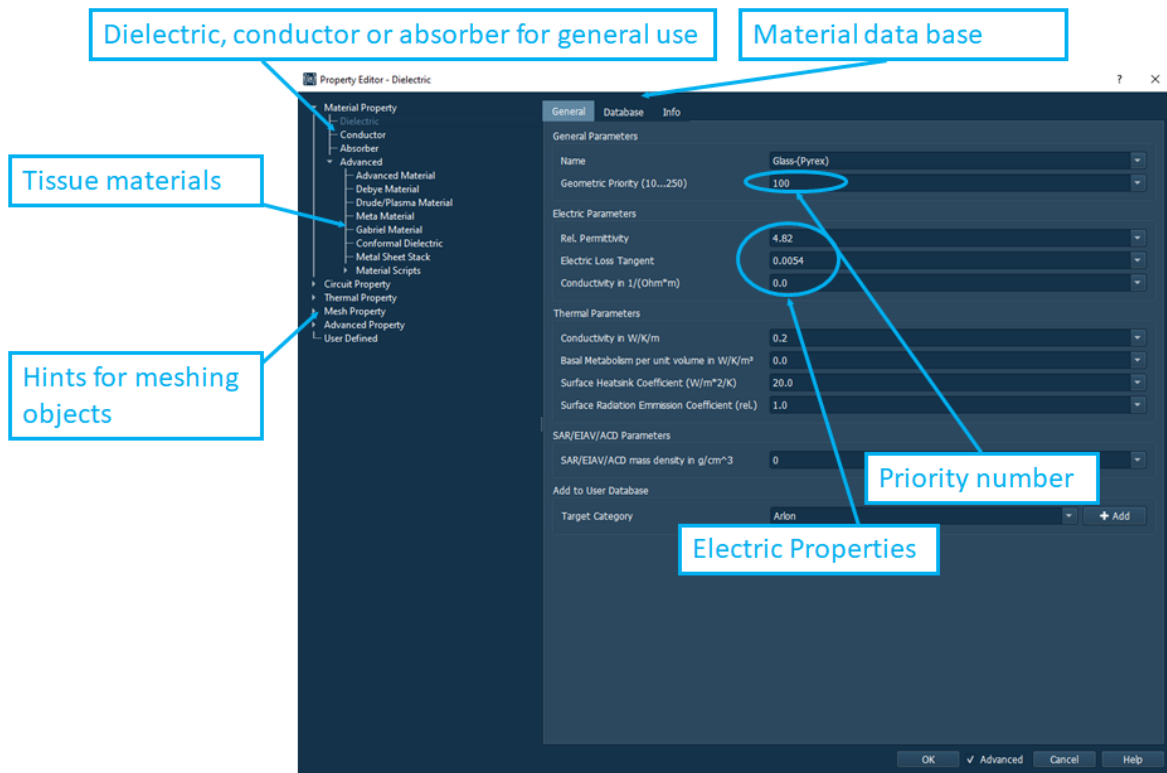 Dielectric, conductor or absorber for general use
Material data base
Property Editor - Dielectric
?
Material Property
Dielectric
Conductor
Absorber
Advanced
Advanced Material
Debye Material
Drude/Plasma Material
Meta Material
Gabriel Material
Conformal Dielectric
Metal Sheet Stack
Material Scripts
Circuit Property
Thermal Property
Mesh Property
Advanced Property
User Defined
Tissue materials
Hints for meshing
objects
General Database Info
General Parameters
Name Glass-(Pyrex)
Geometric Priority (10...250) 100
Electric Parameters
Rel. Permittivity 4.82
Electric Loss Tangent 0.0054
Conductivity in 1/(Ohm*m) 0.0
Thermal Parameters
Conductivity in W/K/m 0.2
Basal Metabolism per unit volume in W/K/m³ 0.0
Surface Heatsink Coefficient (W/m^2/K) 20.0
Surface Radiation Emmission Coefficient (rel.) 1.0
SAR/EIAV/ACD Parameters
SAR/EIAV/ACD mass density in g/cm^3 0
Priority number
Add to User Database
Target Category Arlon + Add
Electric Properties
OK ✓ Advanced Cancel Help